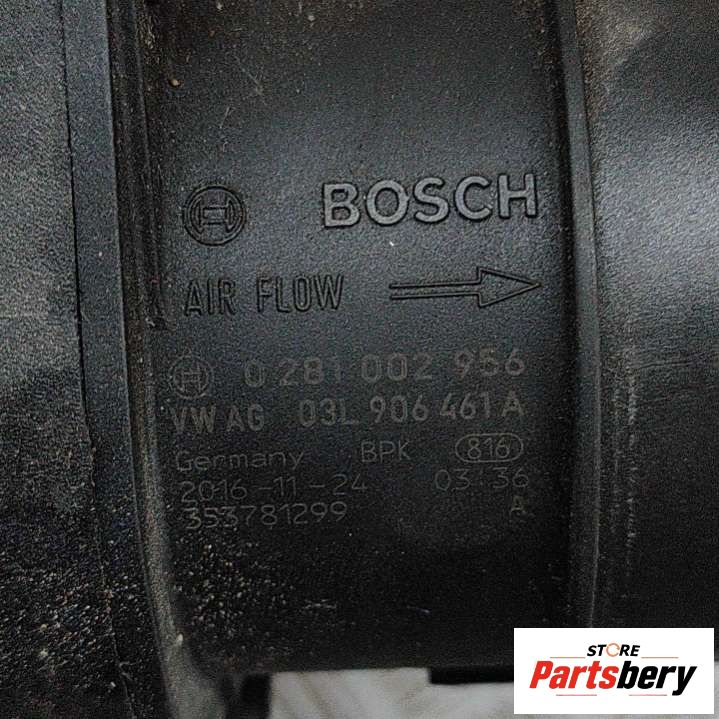 BOSCH
AIR FLOW
0 281 002 956
VW AG 03L 906 461 A
Germany BPK 816
2016-11-24 03:36
353781299 A
STORE
Partsbery